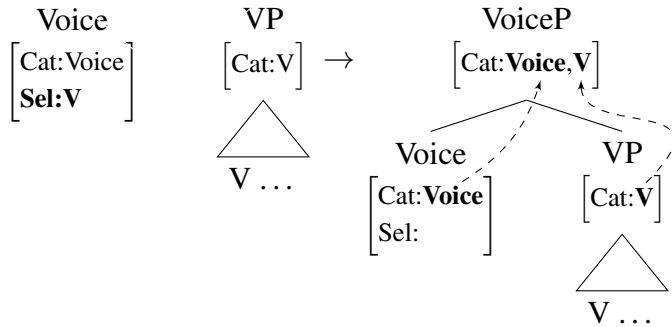 Voice VP VoiceP
[Cat:Voice
Sel:V] [Cat:V] → [Cat:Voice,V]
V …
Voice VP
[Cat:Voice
Sel: ] [Cat:V]
V …